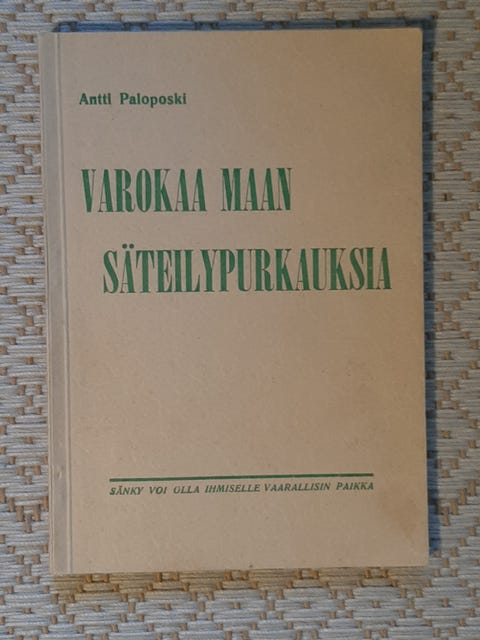 Antti Paloposki
VAROKAA MAAN
SÄTEILYPURKAUKSIA
SÄNKY VOI OLLA IHMISELLE VAARALLISIN PAIKKA